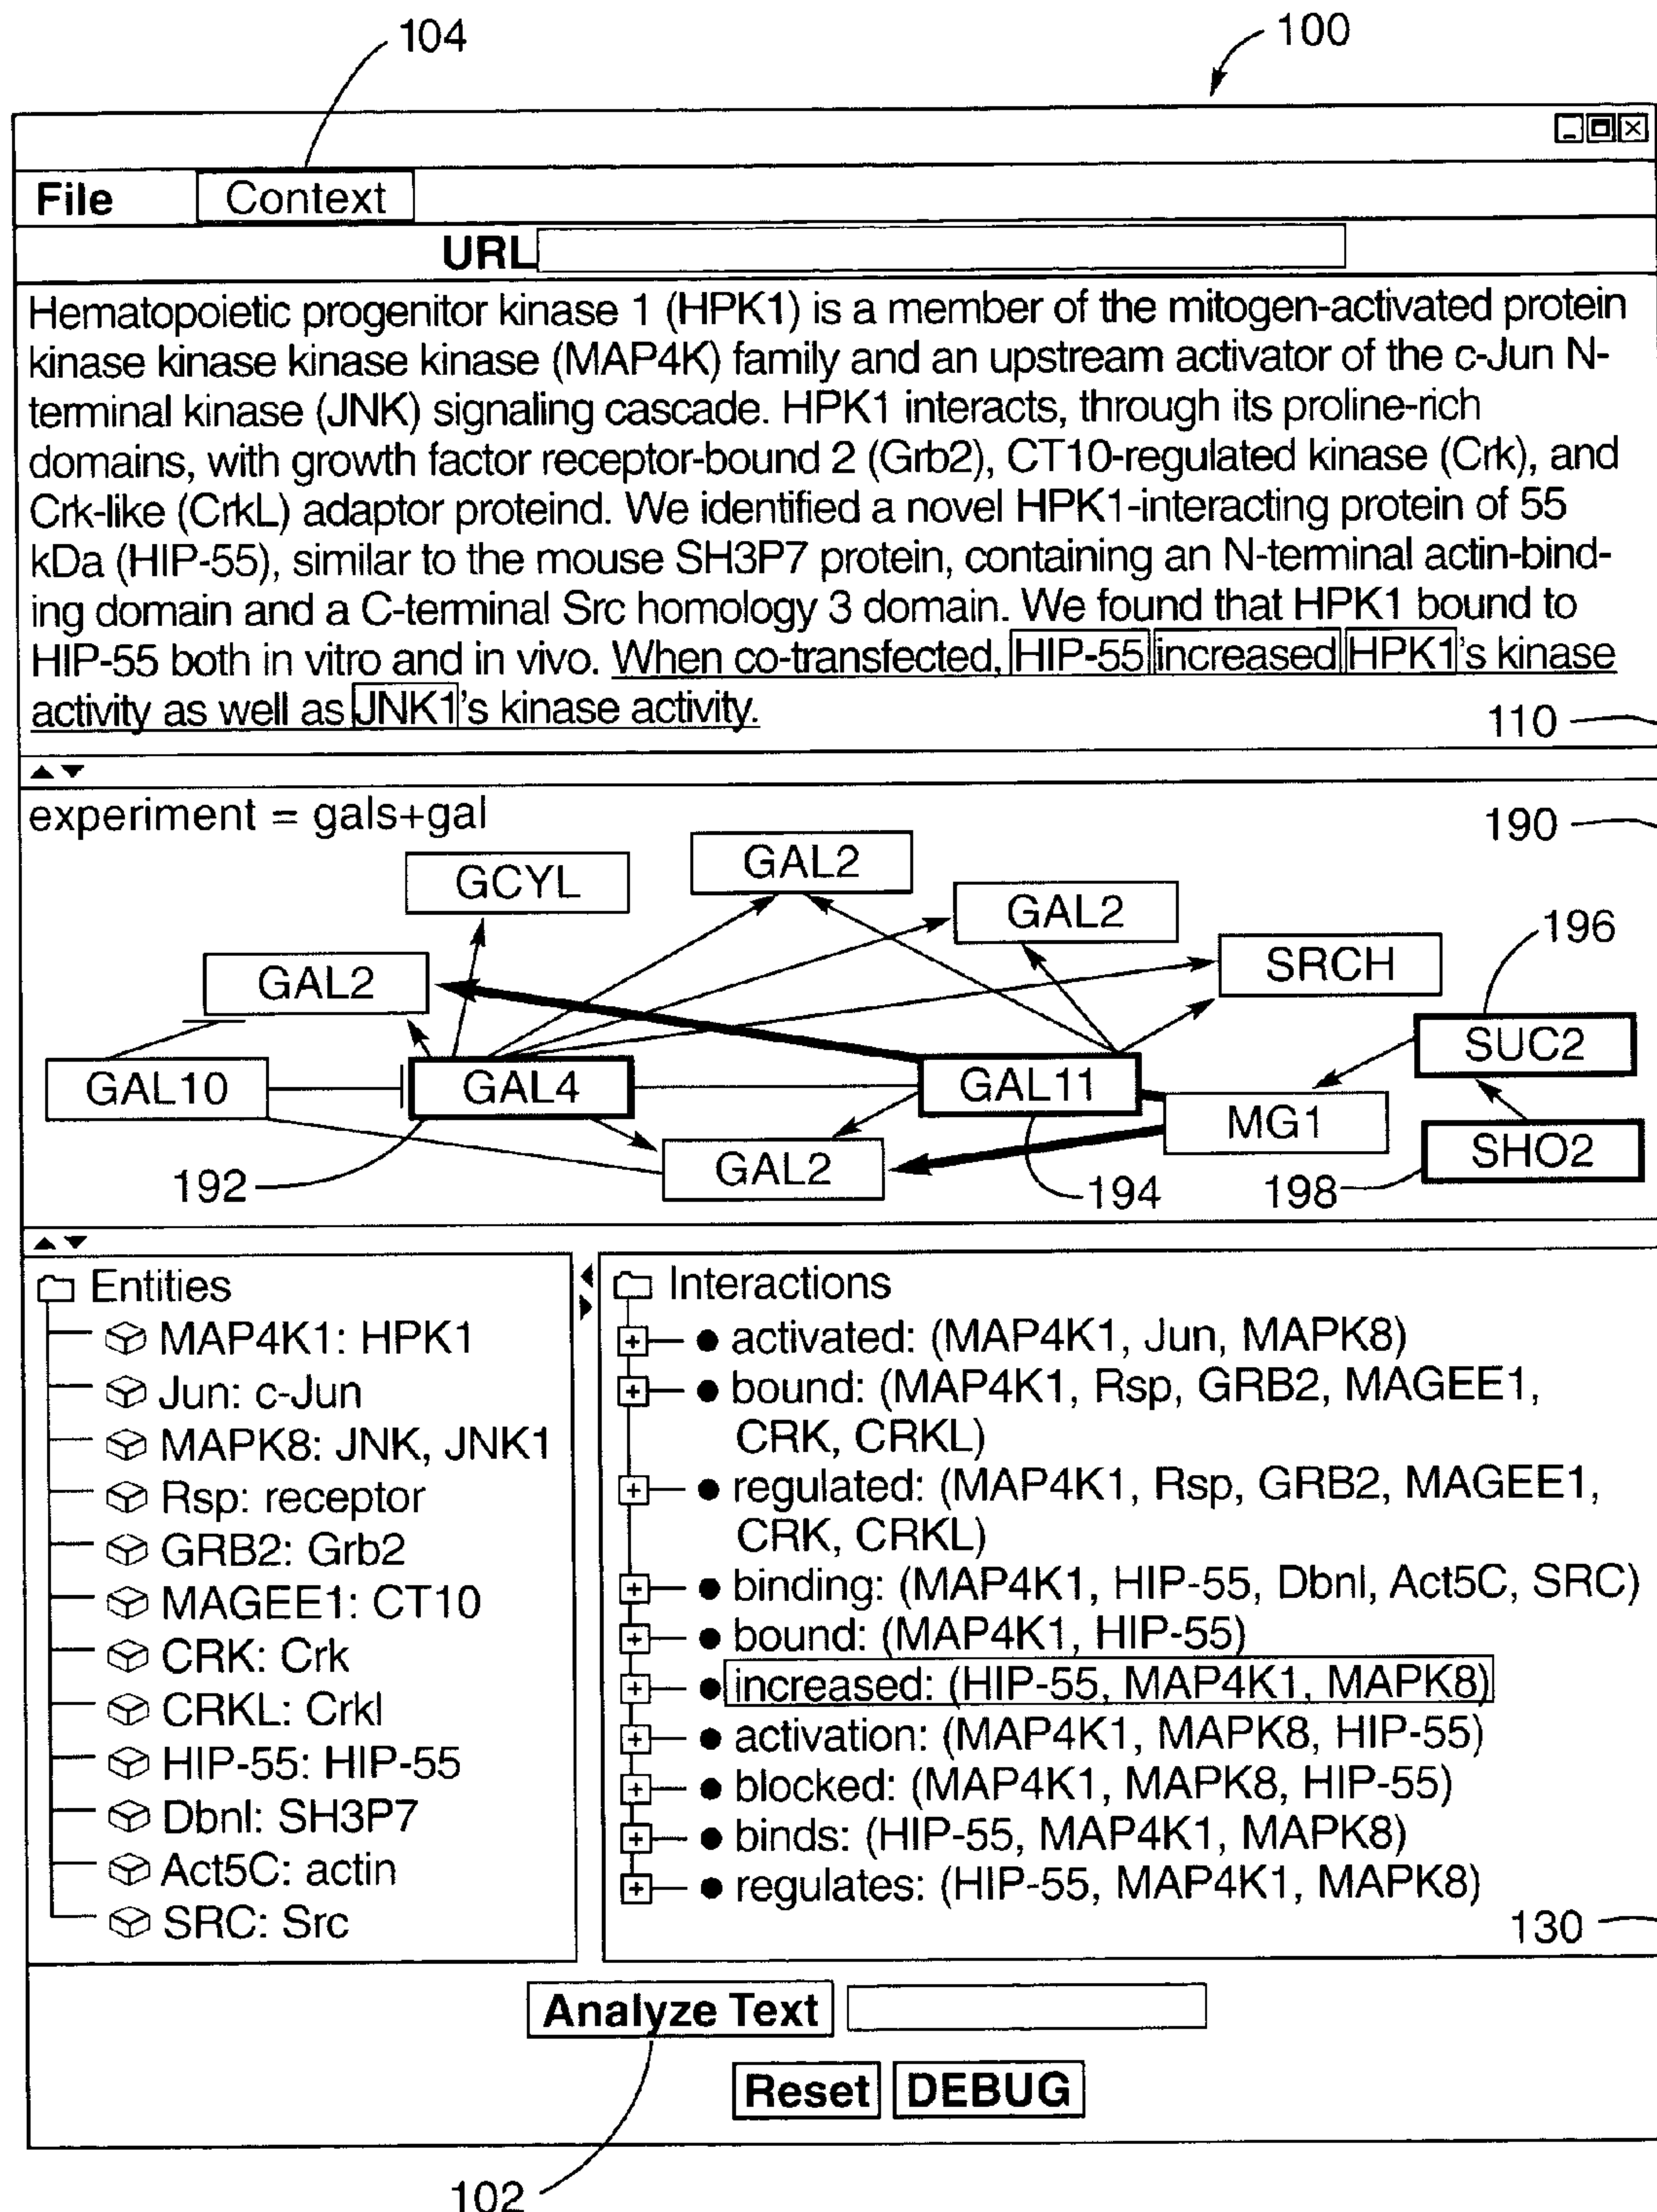 104
100
File
Context
URL
Hematopoietic progenitor kinase 1 (HPK1) is a member of the mitogen-activated protein
kinase kinase kinase kinase (MAP4K) family and an upstream activator of the c-Jun N-
terminal kinase (JNK) signaling cascade. HPK1 interacts, through its proline-rich
domains, with growth factor receptor-bound 2 (Grb2), CT10-regulated kinase (Crk), and
Crk-like (CrkL) adaptor proteind. We identified a novel HPK1-interacting protein of 55
kDa (HIP-55), similar to the mouse SH3P7 protein, containing an N-terminal actin-bind-
ing domain and a C-terminal Src homology 3 domain. We found that HPK1 bound to
HIP-55 both in vitro and in vivo. When co-transfected, HIP-55 increased HPK1's kinase
activity as well as JNK1's kinase activity.
110
experiment = gals+gal
190
GCYL
GAL2
GAL2
196
GAL2
SRCH
SUC2
GAL10
GAL4
GAL11
MG1
SHO2
GAL2
192
194
198
Entities
MAP4K1: HPK1
Jun: c-Jun
MAPK8: JNK, JNK1
Rsp: receptor
GRB2: Grb2
MAGEE1: CT10
CRK: Crk
CRKL: Crkl
HIP-55: HIP-55
Dbnl: SH3P7
Act5C: actin
SRC: Src
Interactions
activated: (MAP4K1, Jun, MAPK8)
bound: (MAP4K1, Rsp, GRB2, MAGEE1,
CRK, CRKL)
regulated: (MAP4K1, Rsp, GRB2, MAGEE1,
CRK, CRKL)
binding: (MAP4K1, HIP-55, Dbnl, Act5C, SRC)
bound: (MAP4K1, HIP-55)
increased: (HIP-55, MAP4K1, MAPK8)
activation: (MAP4K1, MAPK8, HIP-55)
blocked: (MAP4K1, MAPK8, HIP-55)
binds: (HIP-55, MAP4K1, MAPK8)
regulates: (HIP-55, MAP4K1, MAPK8)
130
Analyze Text
Reset
DEBUG
102